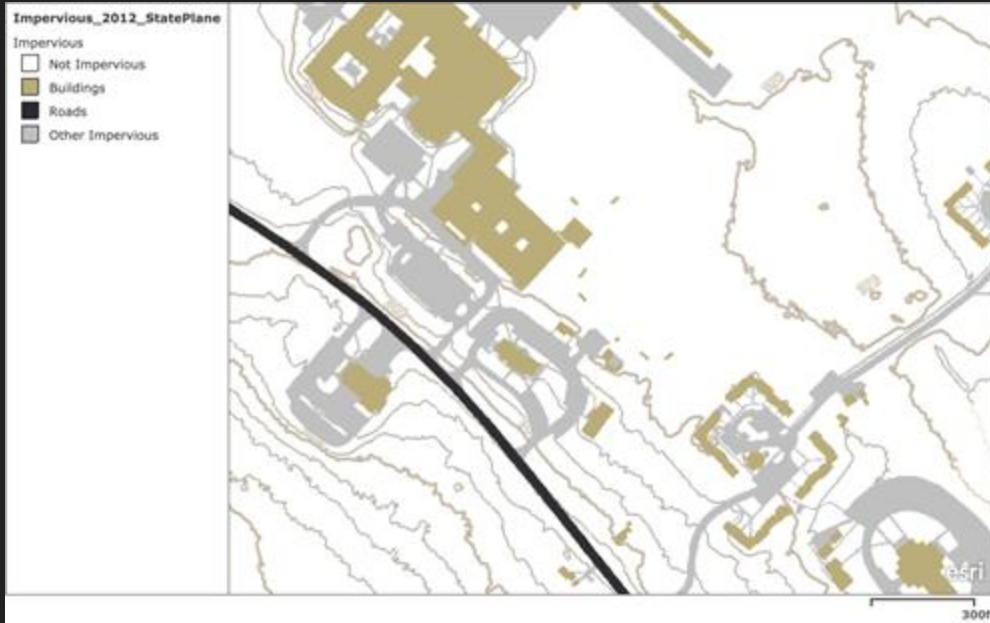 Impervious_2012_StatePlane
Impervious
Not Impervious
Buildings
Roads
Other Impervious
esri